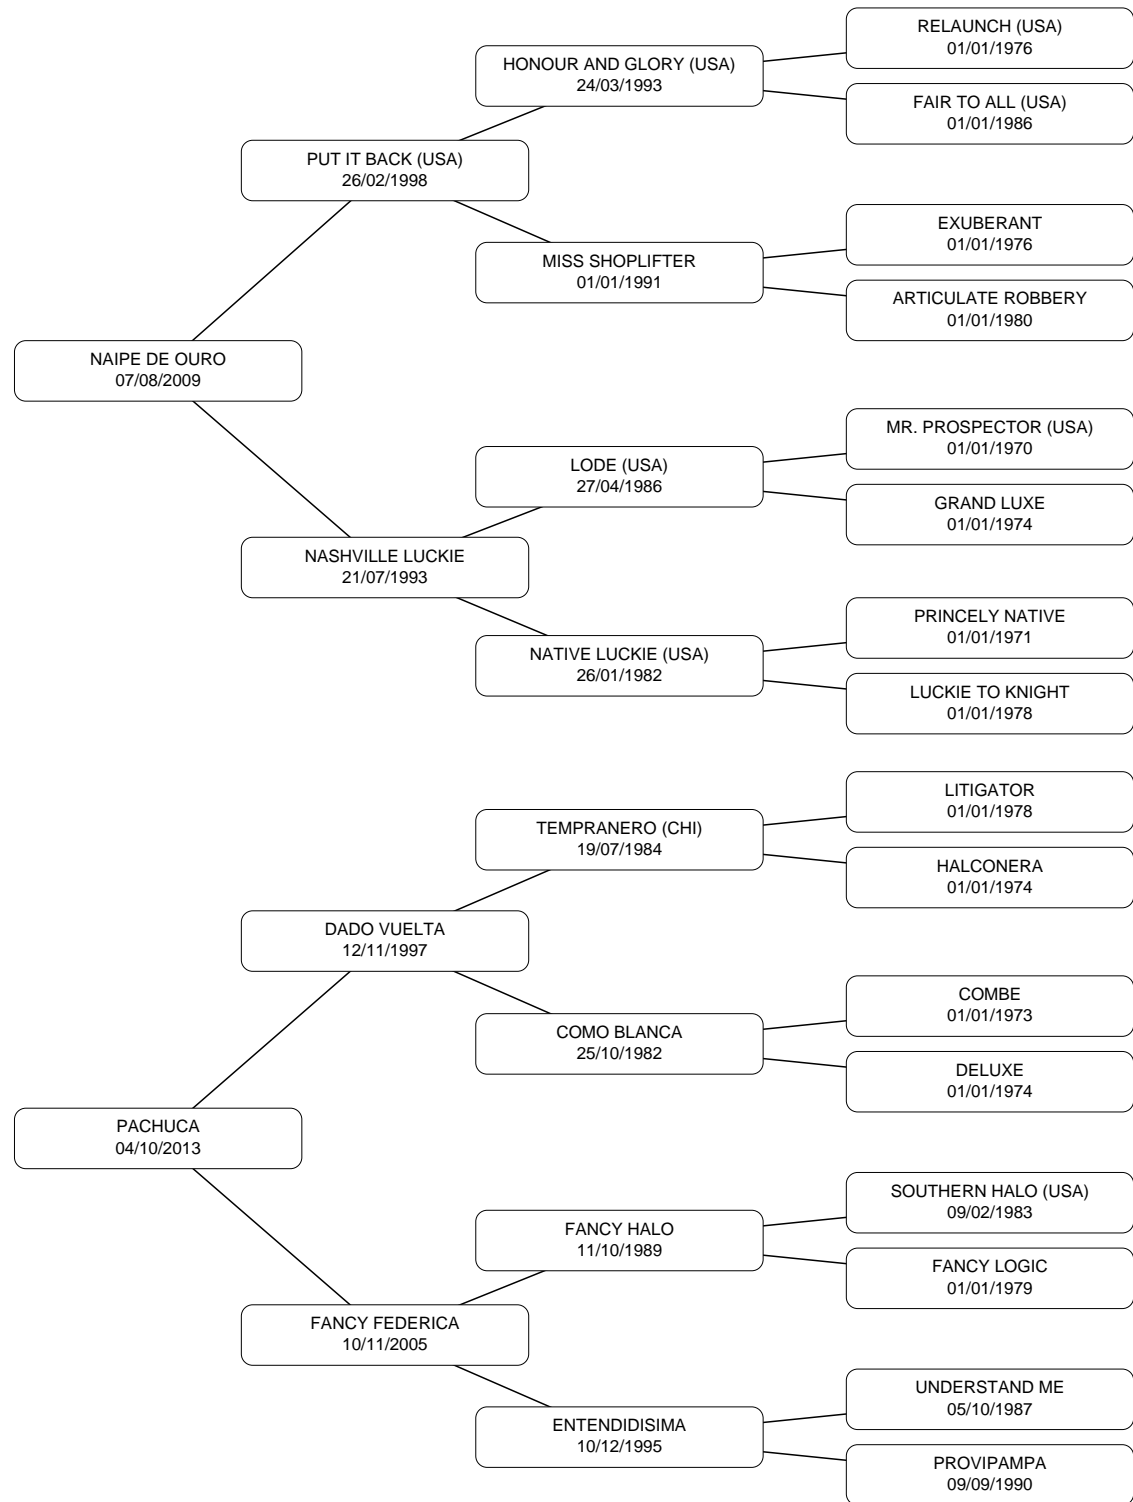 RELAUNCH (USA)
01/01/1976
HONOUR AND GLORY (USA)
24/03/1993
FAIR TO ALL (USA)
01/01/1986
PUT IT BACK (USA)
26/02/1998
EXUBERANT
01/01/1976
MISS SHOPLIFTER
01/01/1991
ARTICULATE ROBBERY
01/01/1980
NAIPE DE OURO
07/08/2009
MR. PROSPECTOR (USA)
01/01/1970
LODE (USA)
27/04/1986
GRAND LUXE
01/01/1974
NASHVILLE LUCKIE
21/07/1993
PRINCELY NATIVE
01/01/1971
NATIVE LUCKIE (USA)
26/01/1982
LUCKIE TO KNIGHT
01/01/1978
LITIGATOR
01/01/1978
TEMPRANERO (CHI)
19/07/1984
HALCONERA
01/01/1974
DADO VUELTA
12/11/1997
COMBE
01/01/1973
COMO BLANCA
25/10/1982
DELUXE
01/01/1974
PACHUCA
04/10/2013
SOUTHERN HALO (USA)
09/02/1983
FANCY HALO
11/10/1989
FANCY LOGIC
01/01/1979
FANCY FEDERICA
10/11/2005
UNDERSTAND ME
05/10/1987
ENTENDIDISIMA
10/12/1995
PROVIPAMPA
09/09/1990